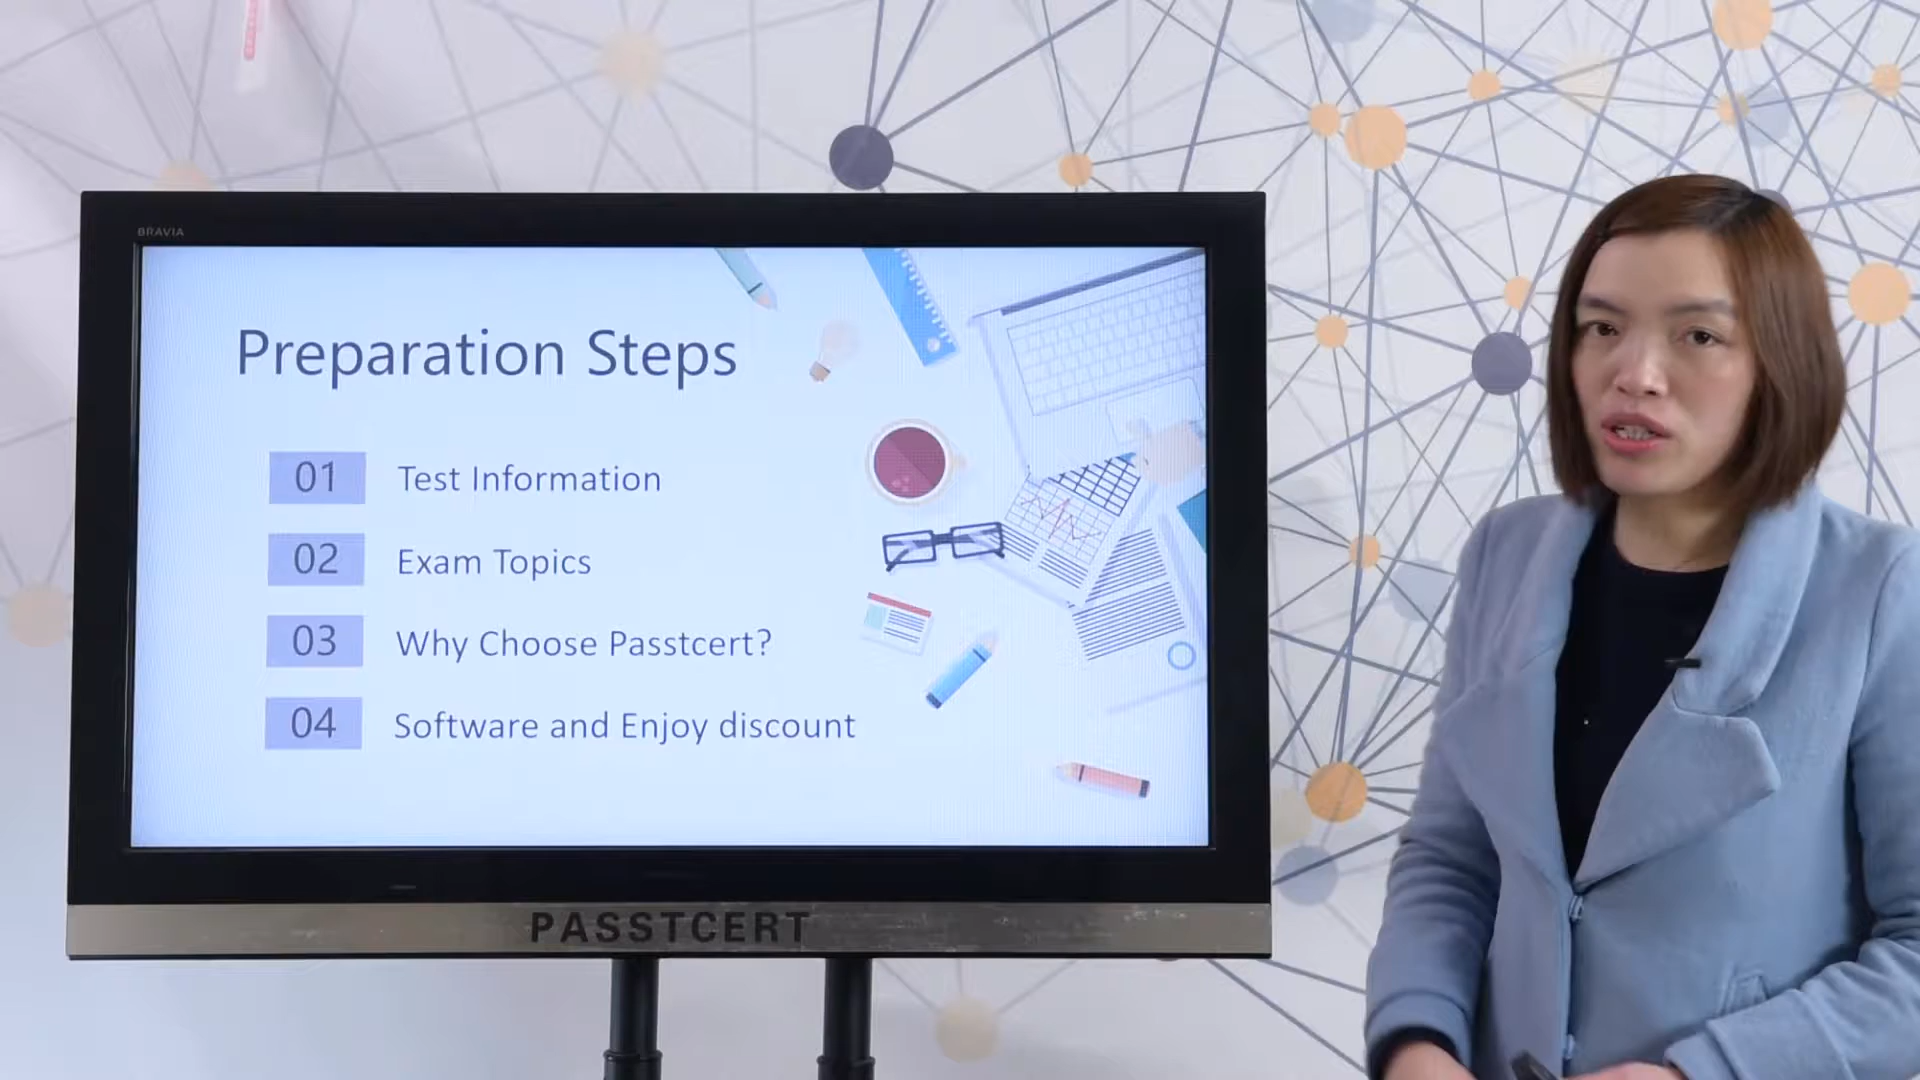 BRAVIA
Preparation Steps
01 Test Information
02 Exam Topics
03 Why Choose Passtcert?
04 Software and Enjoy discount
PASSTCERT